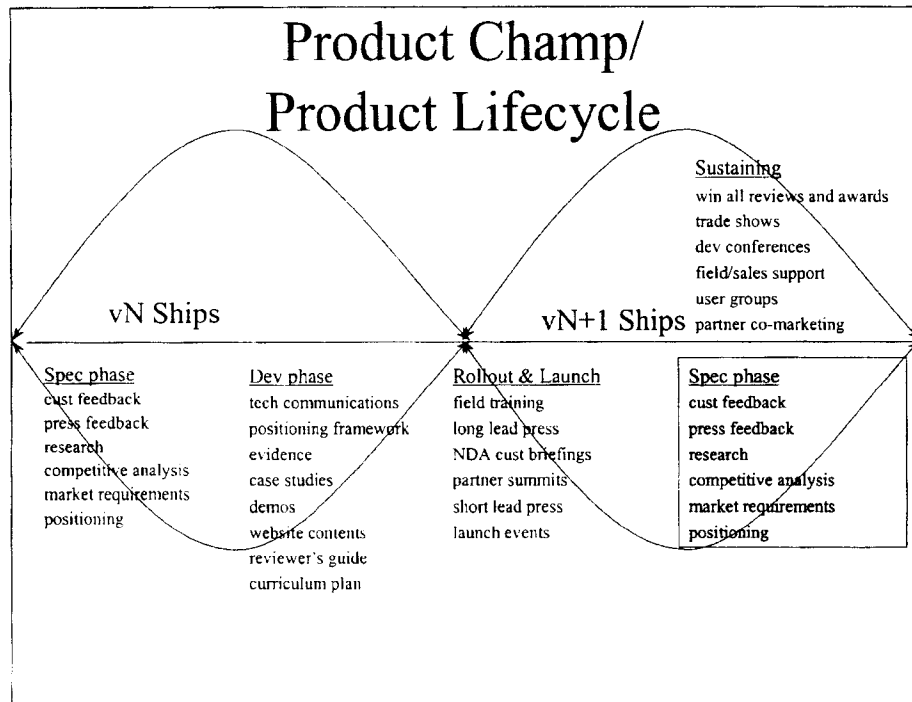 Product Champ/
Product Lifecycle
Sustaining
win all reviews and awards
trade shows
dev conferences
field/sales support
user groups
partner co-marketing
vN Ships
vN+1 Ships
Spec phase
cust feedback
press feedback
research
competitive analysis
market requirements
positioning
Dev phase
tech communications
positioning framework
evidence
case studies
demos
website contents
reviewer's guide
curriculum plan
Rollout & Launch
field training
long lead press
NDA cust briefings
partner summits
short lead press
launch events
Spec phase
cust feedback
press feedback
research
competitive analysis
market requirements
positioning